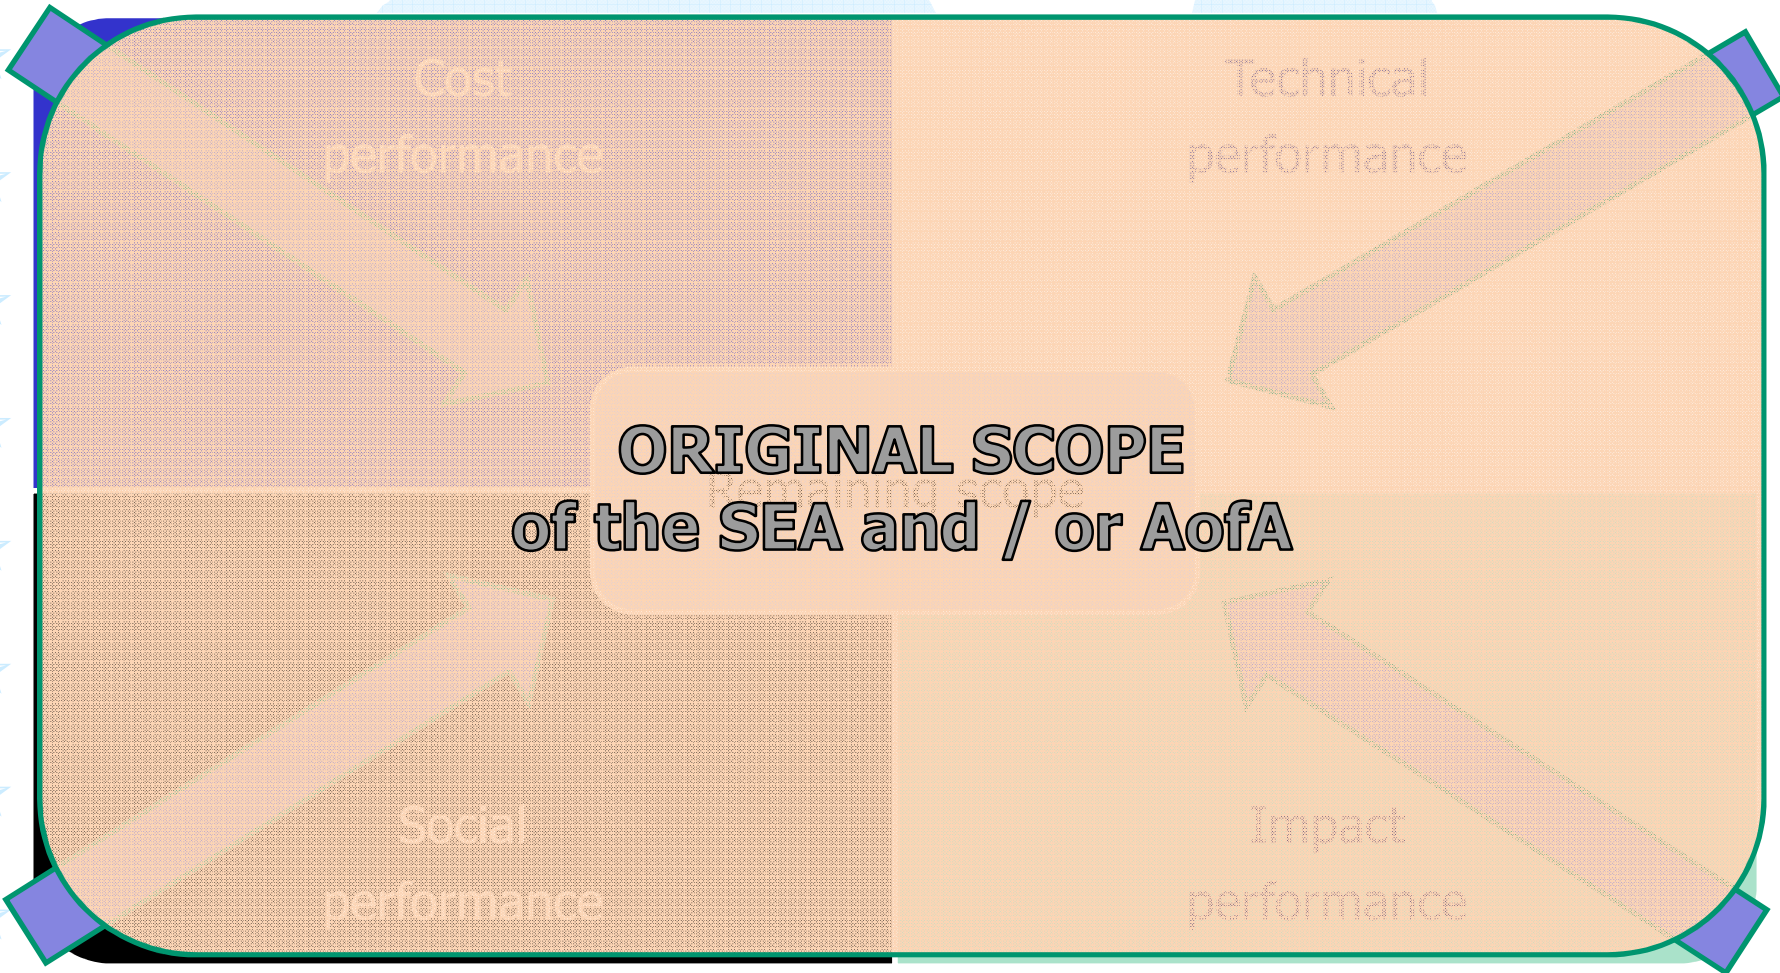 Cost
performance
Technical
performance
ORIGINAL SCOPE
Remaining scope
of the SEA and / or AofA
Social
performance
Impact
performance